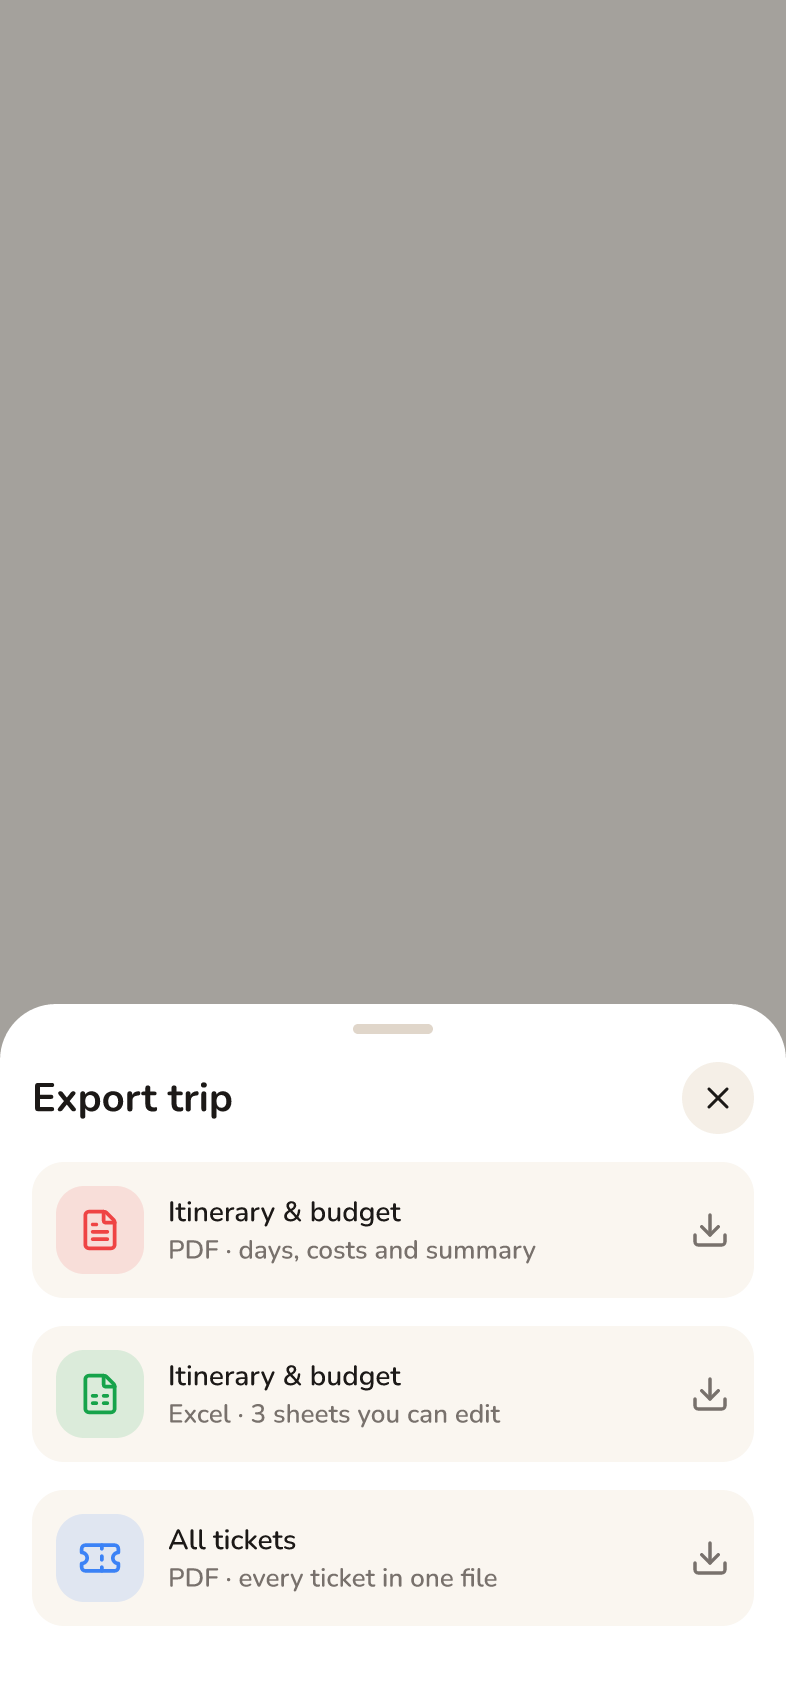 Export trip
Itinerary & budget
PDF · days, costs and summary
Itinerary & budget
Excel · 3 sheets you can edit
All tickets
PDF · every ticket in one file